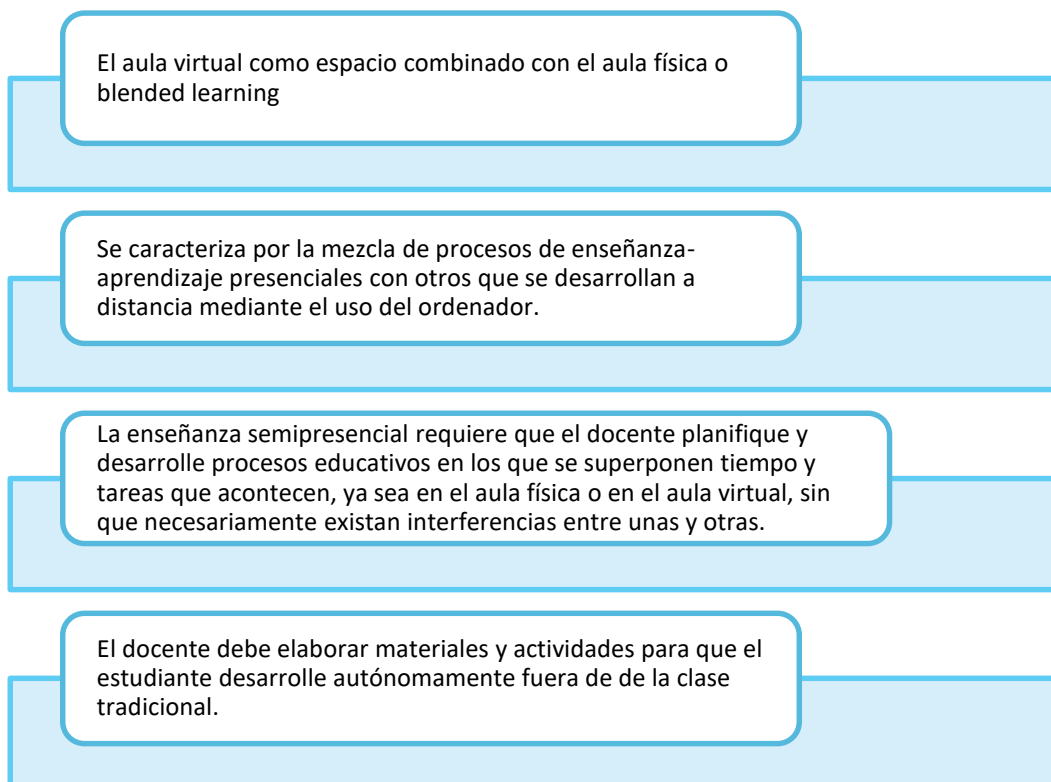 El aula virtual como espacio combinado con el aula física o
blended learning
Se caracteriza por la mezcla de procesos de enseñanza-
aprendizaje presenciales con otros que se desarrollan a
distancia mediante el uso del ordenador.
La enseñanza semipresencial requiere que el docente planifique y
desarrolle procesos educativos en los que se superponen tiempo y
tareas que acontecen, ya sea en el aula física o en el aula virtual, sin
que necesariamente existan interferencias entre unas y otras.
El docente debe elaborar materiales y actividades para que el
estudiante desarrolle autónomamente fuera de de la clase
tradicional.